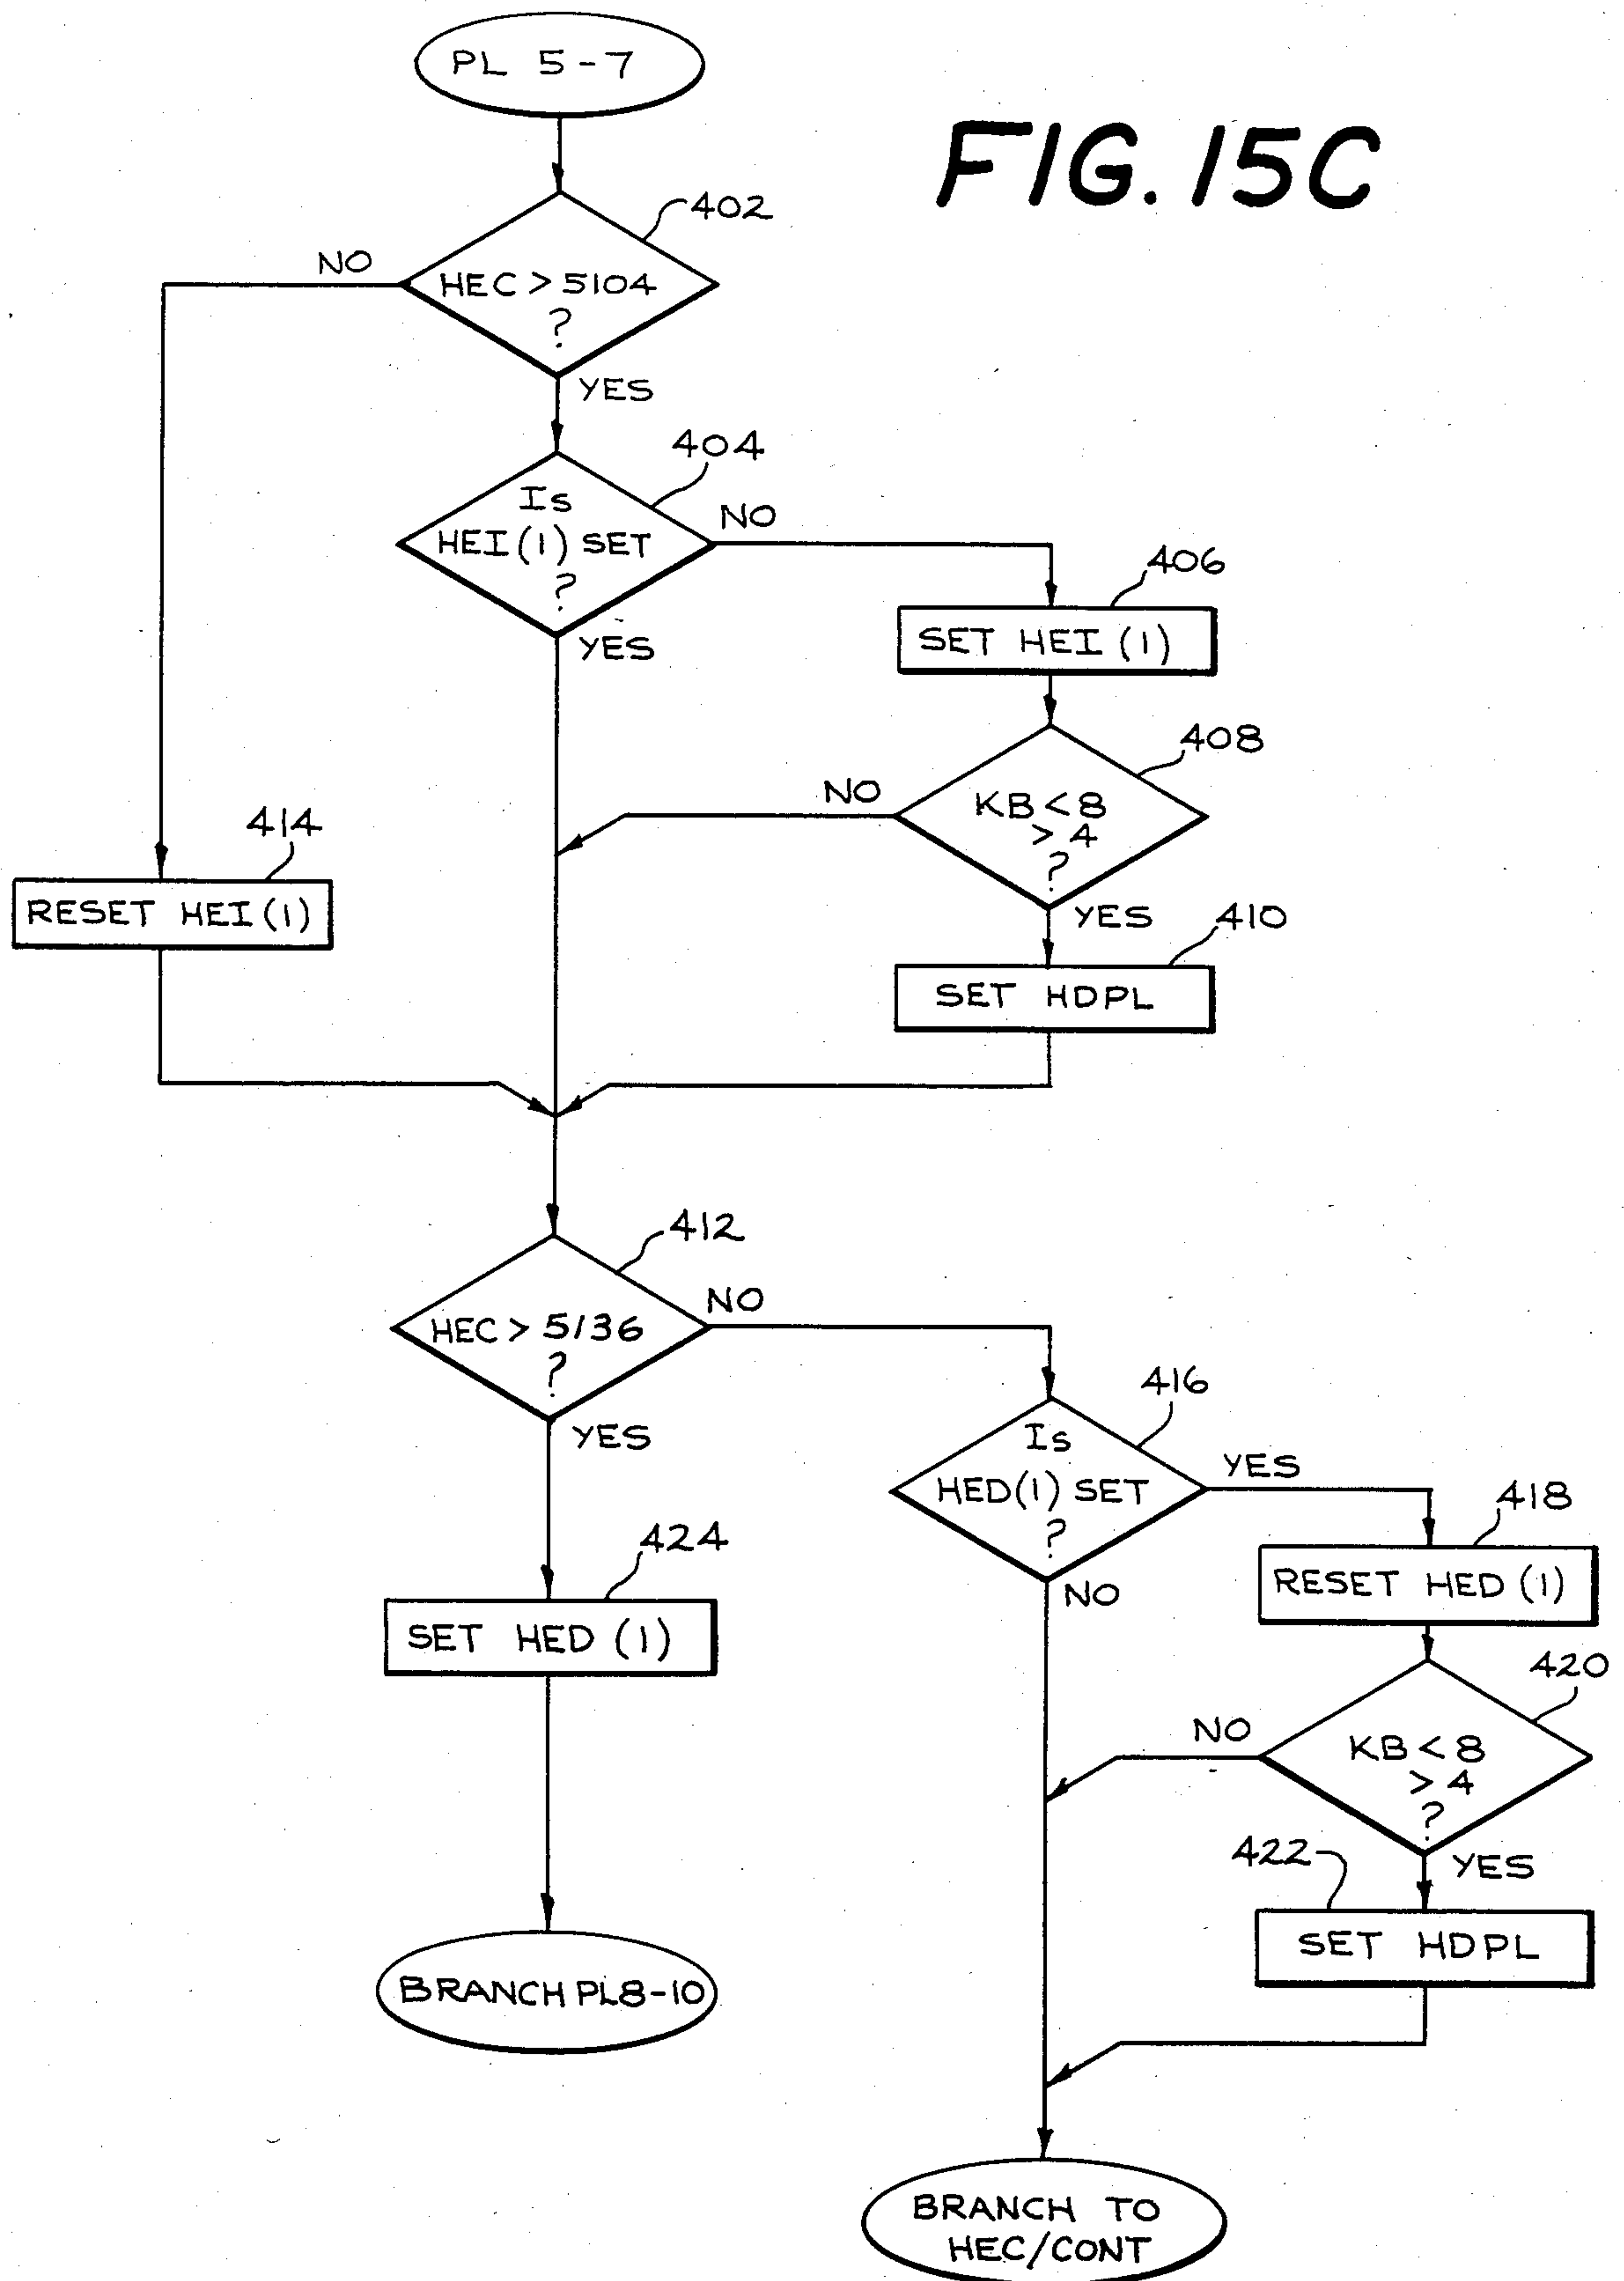 PL 5-7
FIG. 15C
402
NO
HEC > 5104
?
YES
404
Is
HEI(1) SET
?
NO
YES
406
SET HEI (1)
408
NO
KB < 8
> 4
?
YES
414
RESET HEI(1)
410
SET HDPL
412
HEC > 5136
?
NO
YES
416
Is
HED(1) SET
?
YES
NO
418
RESET HED (1)
424
SET HED (1)
420
NO
KB < 8
> 4
?
YES
422
SET HDPL
BRANCH PL8-10
BRANCH TO
HEC/CONT